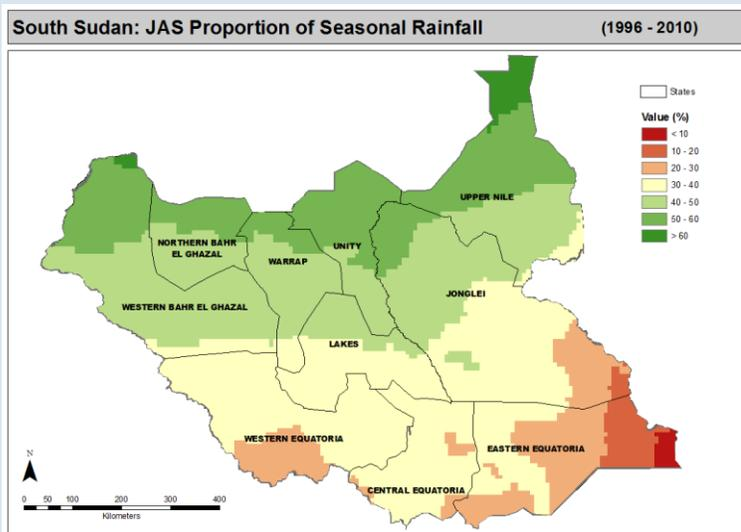 South Sudan: JAS Proportion of Seasonal Rainfall (1996 - 2010)
States
Value (%)
< 10
10 - 20
20 - 30
30 - 40
40 - 50
50 - 60
> 60
UPPER NILE
NORTHERN BAHR
EL GHAZAL
UNITY
WARRAP
JONGLEI
WESTERN BAHR EL GHAZAL
LAKES
WESTERN EQUATORIA
EASTERN EQUATORIA
CENTRAL EQUATORIA
N
0 50 100 200 300 400
Kilometers